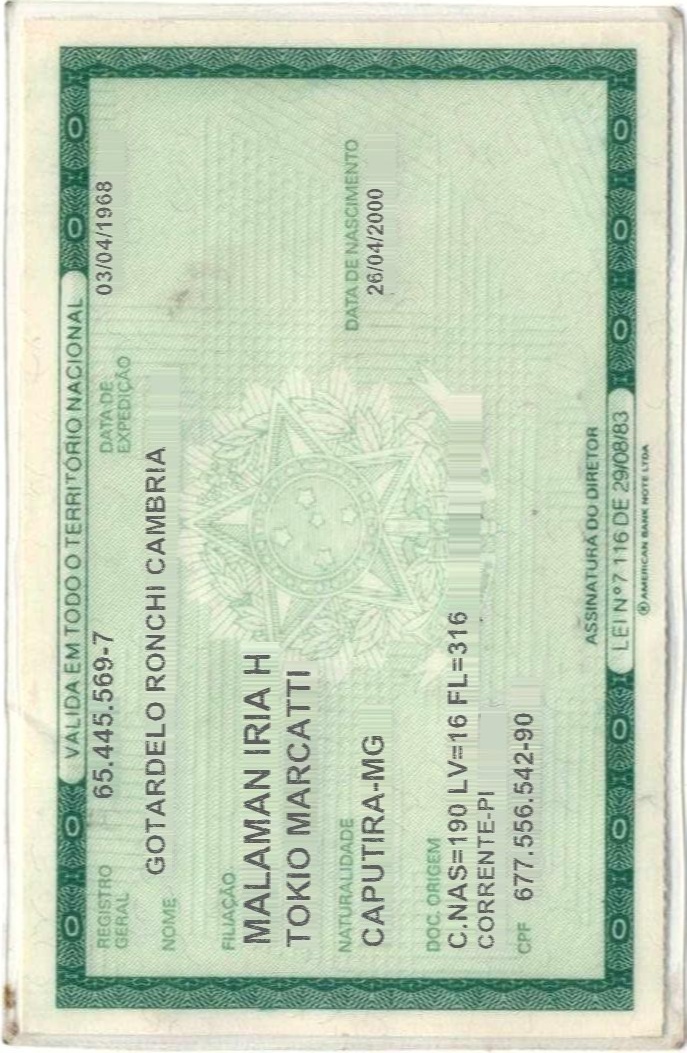 VALIDA EM TODO O TERRITÓRIO NACIONAL
REGISTRO GERAL 65.445.569-7 DATA DE EXPEDIÇÃO 03/04/1968
NOME GOTARDELO RONCHI CAMBRIA
FILIAÇÃO
MALAMAN IRIA H
TOKIO MARCATTI
NATURALIDADE DATA DE NASCIMENTO
CAPUTIRA-MG 26/04/2000
DOC. ORIGEM
C.NAS=190 LV=16 FL=316
CORRENTE-PI
CPF 677.556.542-90
ASSINATURA DO DIRETOR
LEI Nº 7 116 DE 29/08/83
® AMERICAN BANK NOTE LTDA